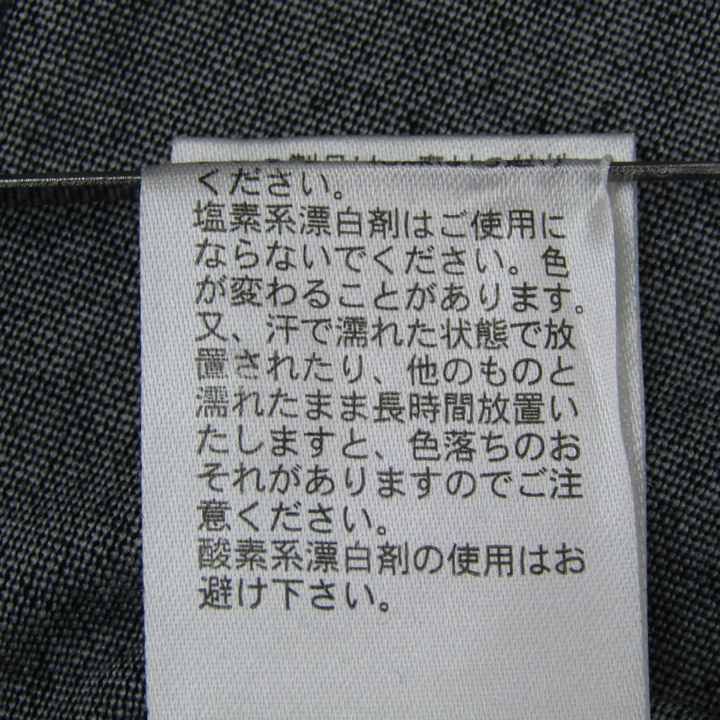 ください。
塩素系漂白剤はご使用に
ならないでください。色
が変わることがあります。
又、汗で濡れた状態で放
置されたり、他のものと
濡れたまま長時間放置い
たしますと、色落ちのお
それがありますのでご注
意ください。
酸素系漂白剤の使用はお
避け下さい。